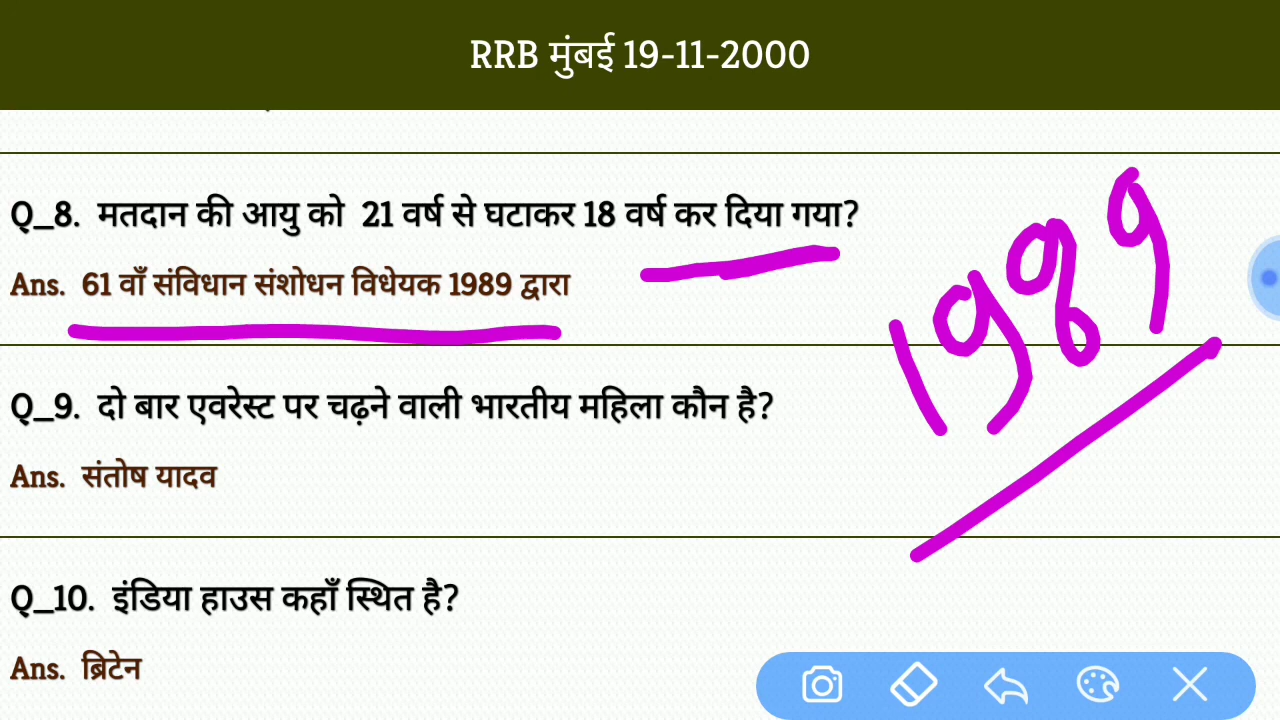 RRB मुंबई 19-11-2000
Q_8. मतदान की आयु को 21 वर्ष से घटाकर 18 वर्ष कर दिया गया?
Ans. 61 वाँ संविधान संशोधन विधेयक 1989 द्वारा
1989
Q_9. दो बार एवरेस्ट पर चढ़ने वाली भारतीय महिला कौन है?
Ans. संतोष यादव
Q_10. इंडिया हाउस कहाँ स्थित है?
Ans. ब्रिटेन